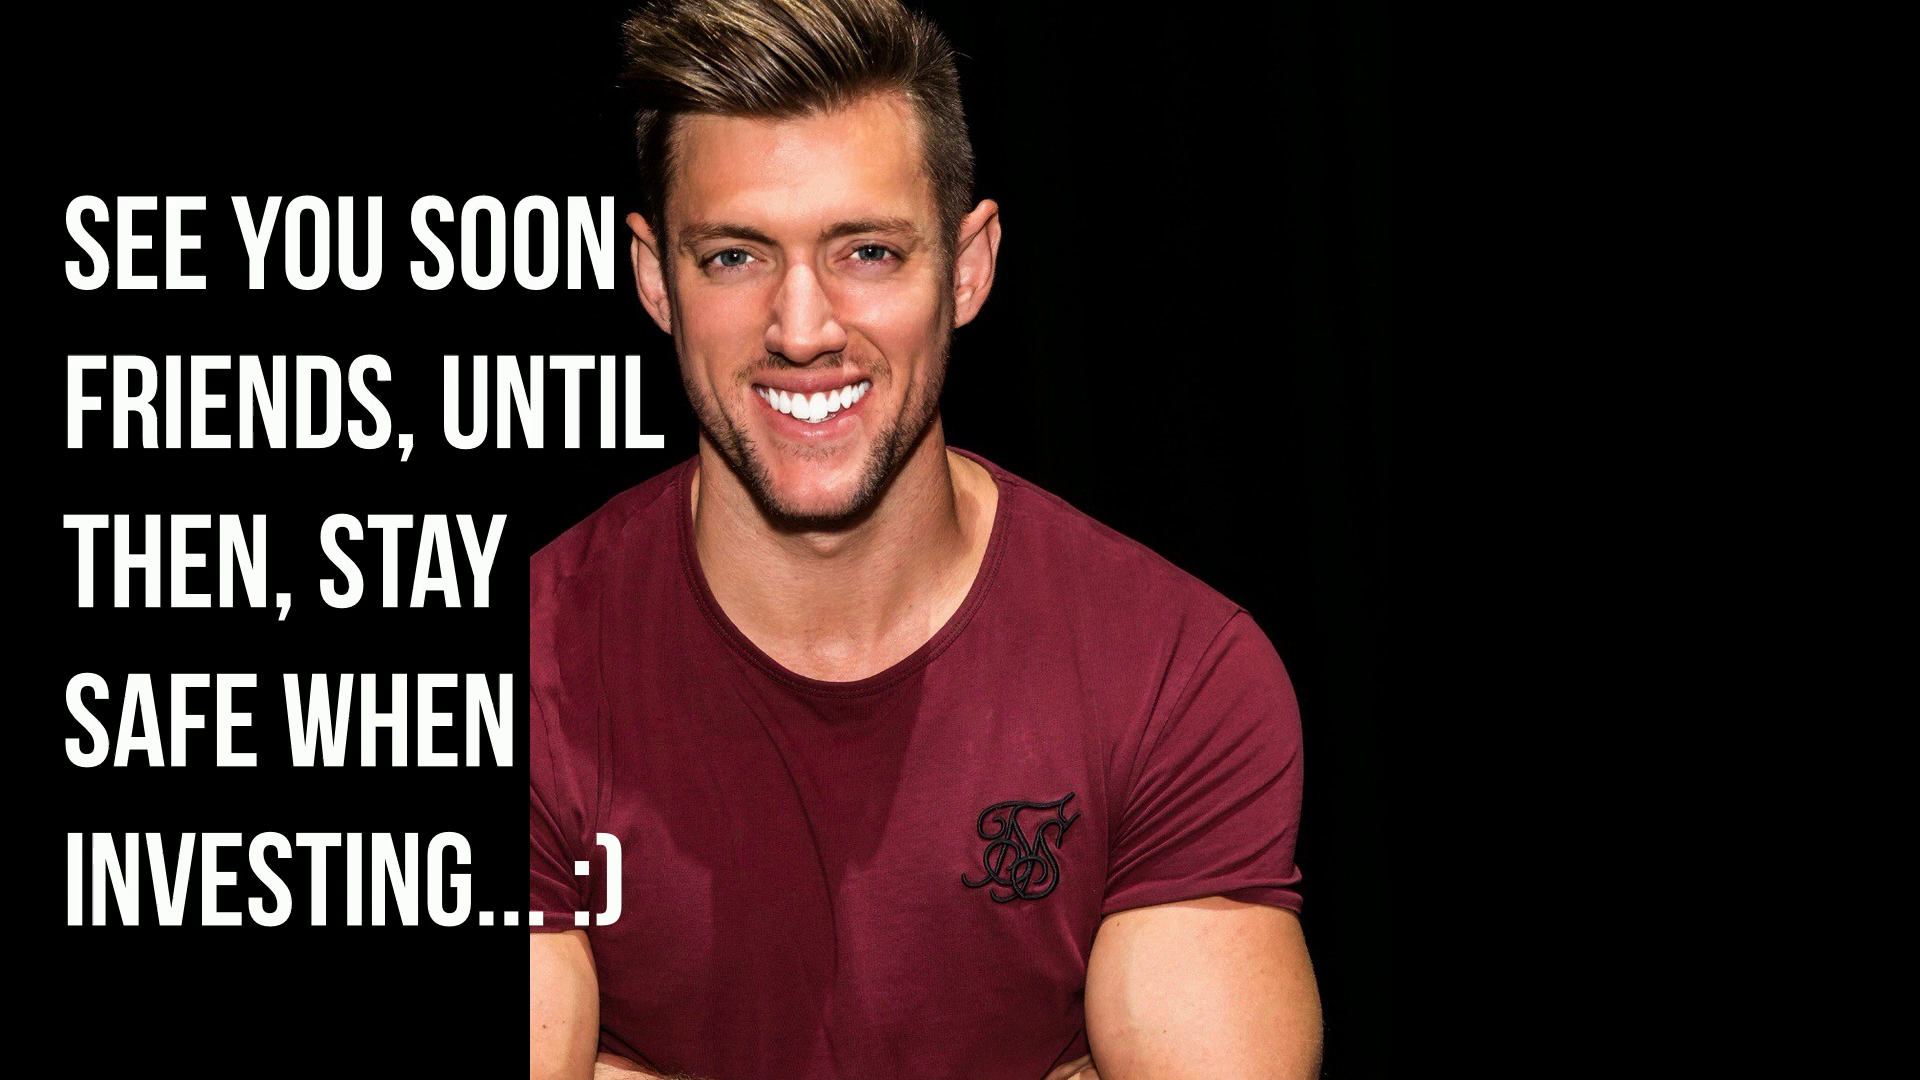 SEE YOU SOON
FRIENDS, UNTIL
THEN, STAY
SAFE WHEN
INVESTING... :)